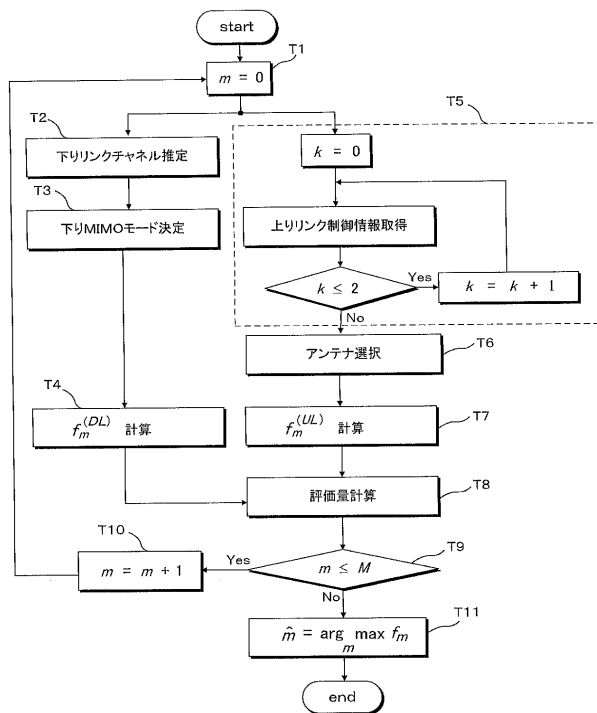 start
T1
m = 0
T5
T2
下りリンクチャネル推定
k = 0
T3
下りMIMOモード決定
上りリンク制御情報取得
k ≤ 2
Yes
k = k + 1
No
アンテナ選択
T6
T4
f_m^(DL) 計算
f_m^(UL) 計算
T7
評価量計算
T8
T10
m = m + 1
Yes
m ≤ M
T9
No
m̂ = arg max f_m
m
T11
end